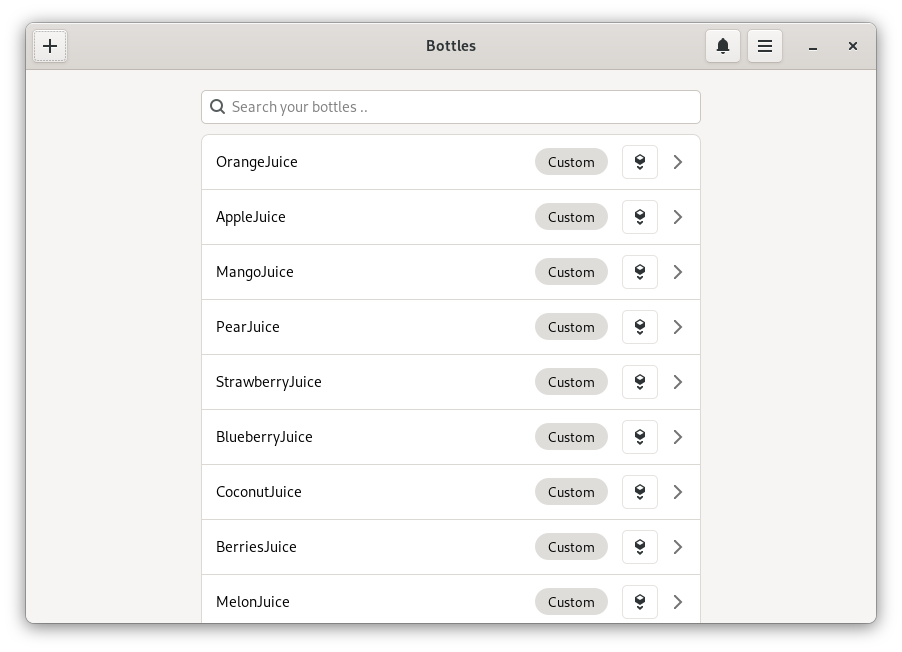 Bottles
Search your bottles ..
OrangeJuice Custom
AppleJuice Custom
MangoJuice Custom
PearJuice Custom
StrawberryJuice Custom
BlueberryJuice Custom
CoconutJuice Custom
BerriesJuice Custom
MelonJuice Custom